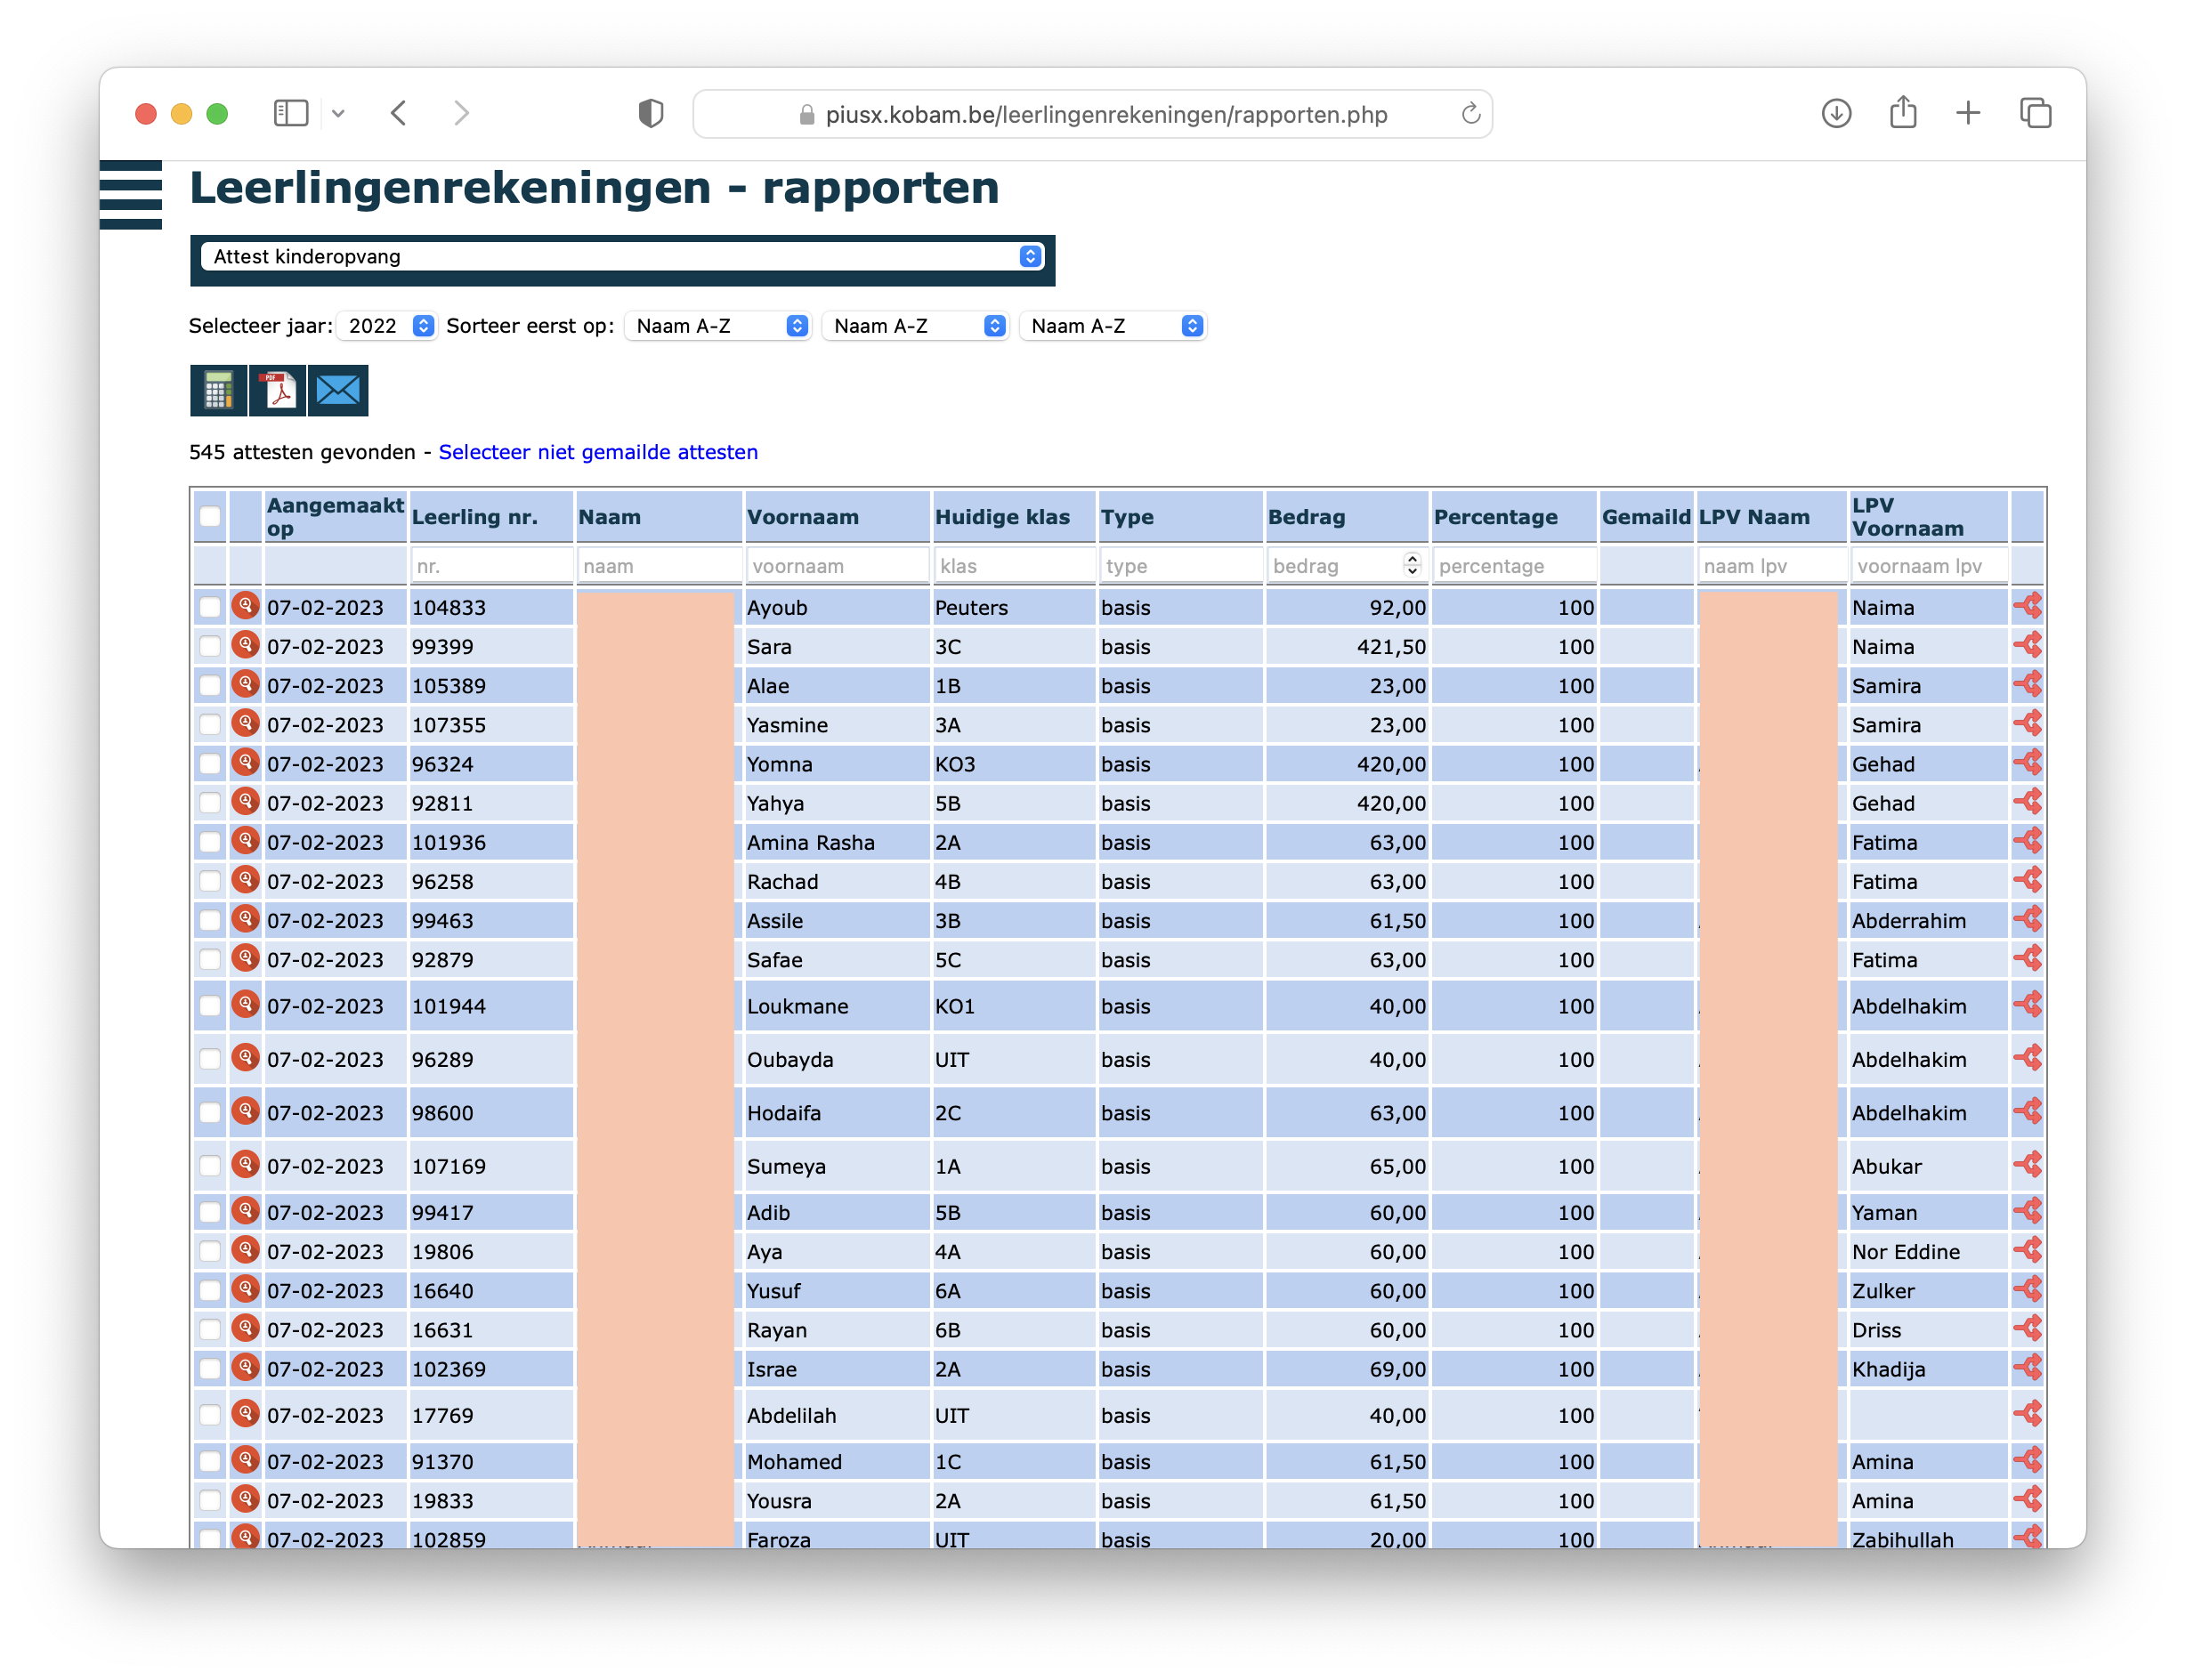 piusx.kobam.be/leerlingenrekeningen/rapporten.php
Leerlingenrekeningen - rapporten
Attest kinderopvang
Selecteer jaar: 2022 Sorteer eerst op: Naam A-Z Naam A-Z Naam A-Z
PDF
545 attesten gevonden - Selecteer niet gemailde attesten
Aangemaakt op Leerling nr. Naam Voornaam Huidige klas Type Bedrag Percentage Gemaild LPV Naam LPV Voornaam
nr. naam voornaam klas type bedrag percentage naam lpv voornaam lpv
07-02-2023 104833 Ayoub Peuters basis 92,00 100 Naima
07-02-2023 99399 Sara 3C basis 421,50 100 Naima
07-02-2023 105389 Alae 1B basis 23,00 100 Samira
07-02-2023 107355 Yasmine 3A basis 23,00 100 Samira
07-02-2023 96324 Yomna KO3 basis 420,00 100 Gehad
07-02-2023 92811 Yahya 5B basis 420,00 100 Gehad
07-02-2023 101936 Amina Rasha 2A basis 63,00 100 Fatima
07-02-2023 96258 Rachad 4B basis 63,00 100 Fatima
07-02-2023 99463 Assile 3B basis 61,50 100 Abderrahim
07-02-2023 92879 Safae 5C basis 63,00 100 Fatima
07-02-2023 101944 Loukmane KO1 basis 40,00 100 Abdelhakim
07-02-2023 96289 Oubayda UIT basis 40,00 100 Abdelhakim
07-02-2023 98600 Hodaifa 2C basis 63,00 100 Abdelhakim
07-02-2023 107169 Sumeya 1A basis 65,00 100 Abukar
07-02-2023 99417 Adib 5B basis 60,00 100 Yaman
07-02-2023 19806 Aya 4A basis 60,00 100 Nor Eddine
07-02-2023 16640 Yusuf 6A basis 60,00 100 Zulker
07-02-2023 16631 Rayan 6B basis 60,00 100 Driss
07-02-2023 102369 Israe 2A basis 69,00 100 Khadija
07-02-2023 17769 Abdelilah UIT basis 40,00 100
07-02-2023 91370 Mohamed 1C basis 61,50 100 Amina
07-02-2023 19833 Yousra 2A basis 61,50 100 Amina
07-02-2023 102859 Faroza UIT basis 20,00 100 Zabihullah